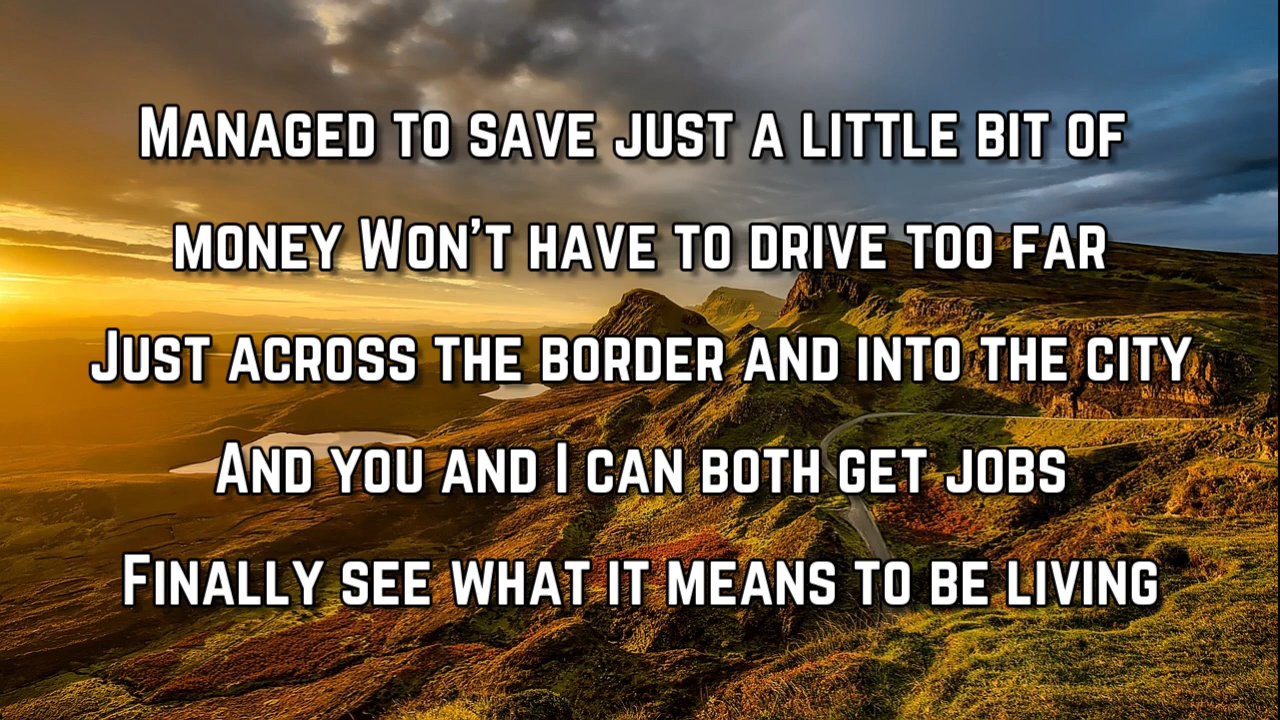 Managed to save just a little bit of
money Won't have to drive too far
Just across the border and into the city
And you and I can both get jobs
Finally see what it means to be living